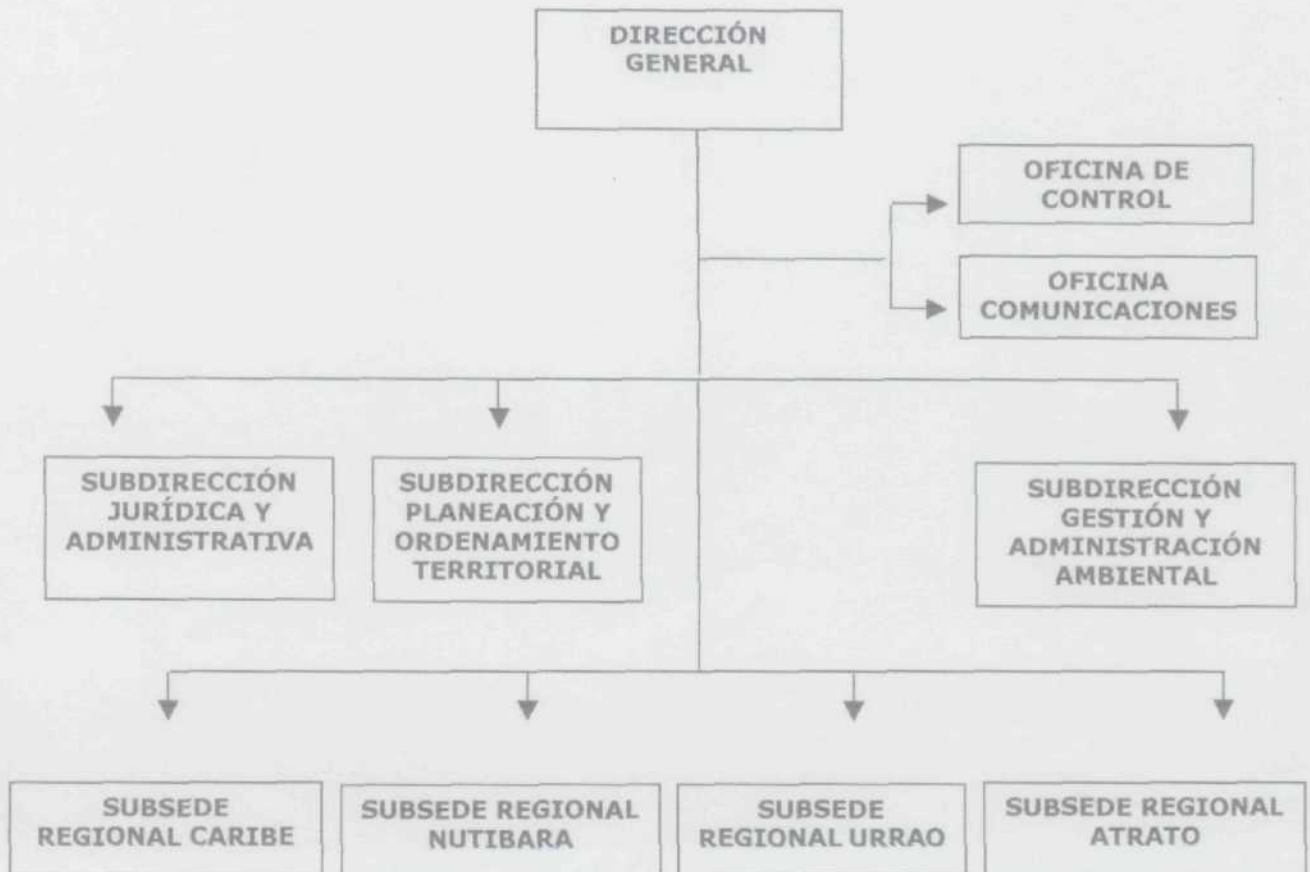 DIRECCIÓN
GENERAL
OFICINA DE
CONTROL
OFICINA
COMUNICACIONES
SUBDIRECCIÓN
JURÍDICA Y
ADMINISTRATIVA
SUBDIRECCIÓN
PLANEACIÓN Y
ORDENAMIENTO
TERRITORIAL
SUBDIRECCIÓN
GESTIÓN Y
ADMINISTRACIÓN
AMBIENTAL
SUBSEDE
REGIONAL CARIBE
SUBSEDE REGIONAL
NUTIBARA
SUBSEDE
REGIONAL URRAO
SUBSEDE REGIONAL
ATRATO